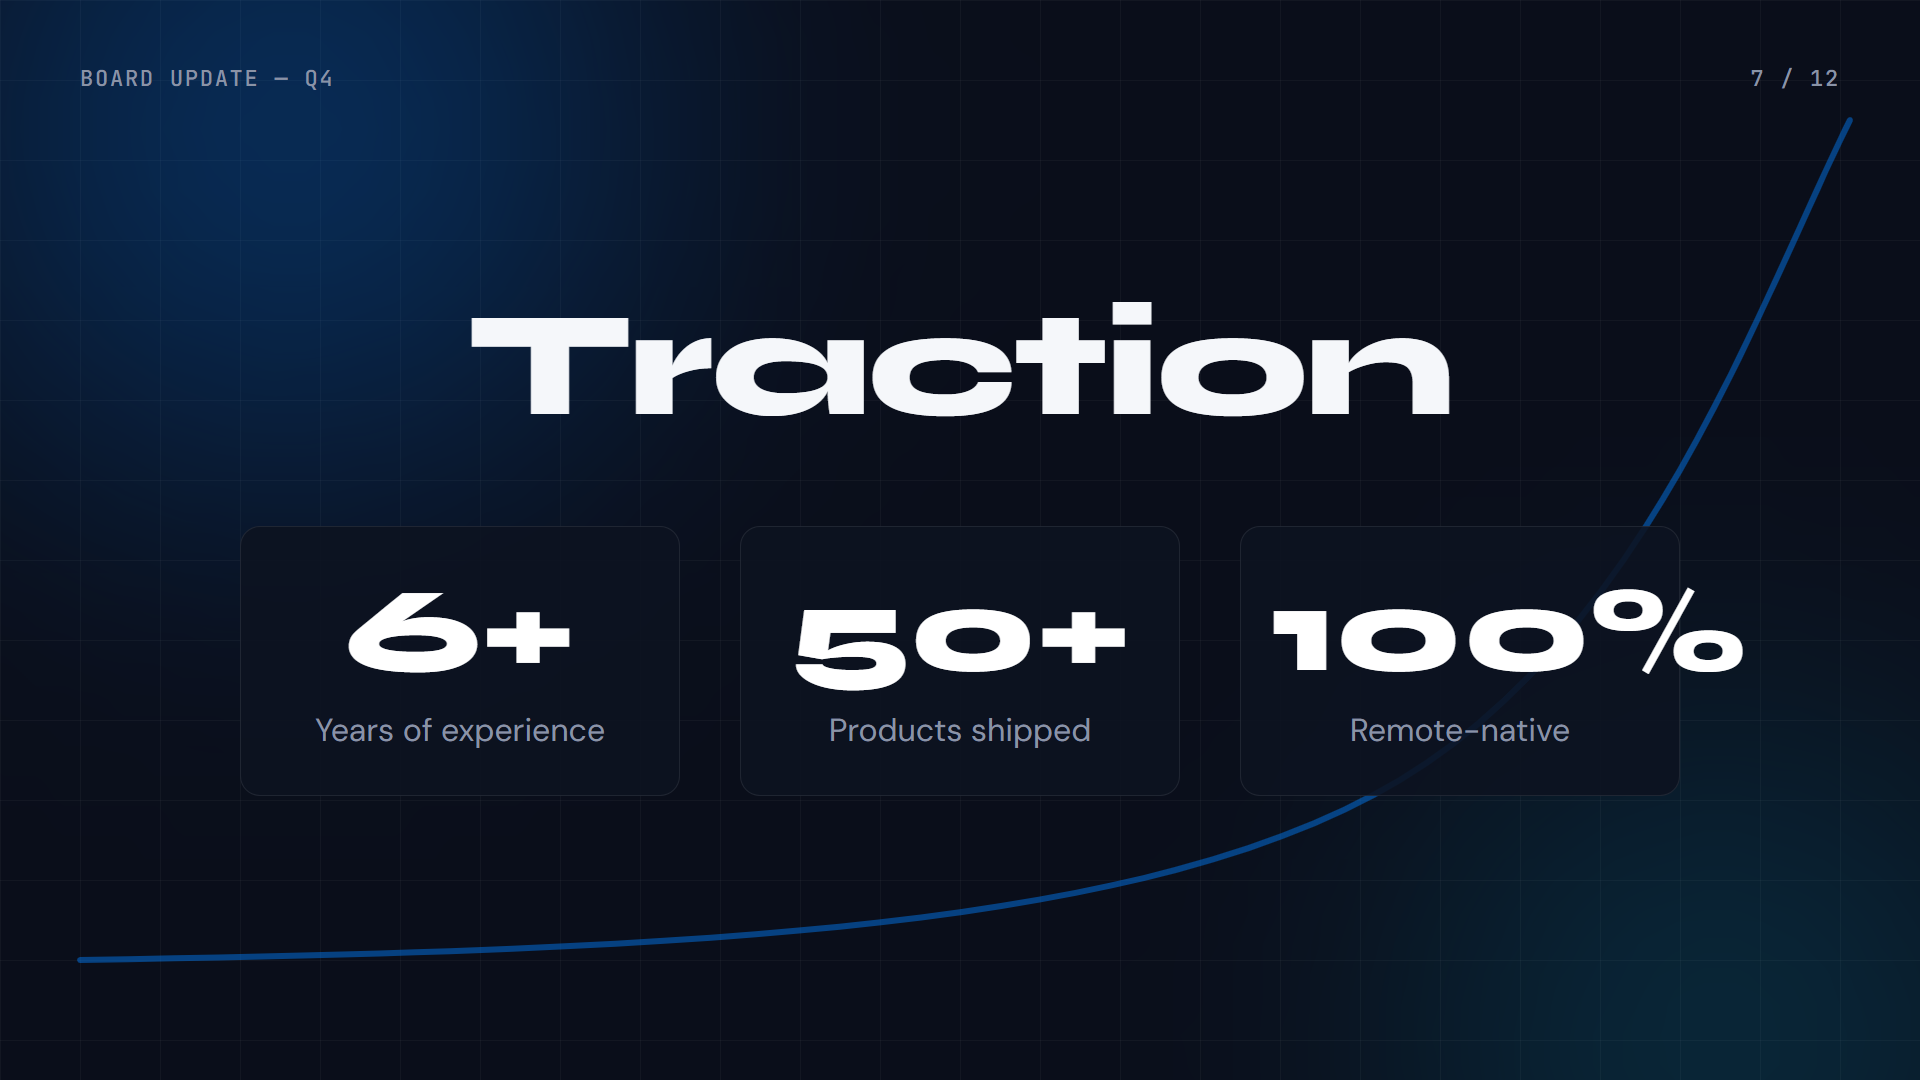 BOARD UPDATE — Q4
7 / 12
Traction
6+
50+
100%
Years of experience
Products shipped
Remote-native